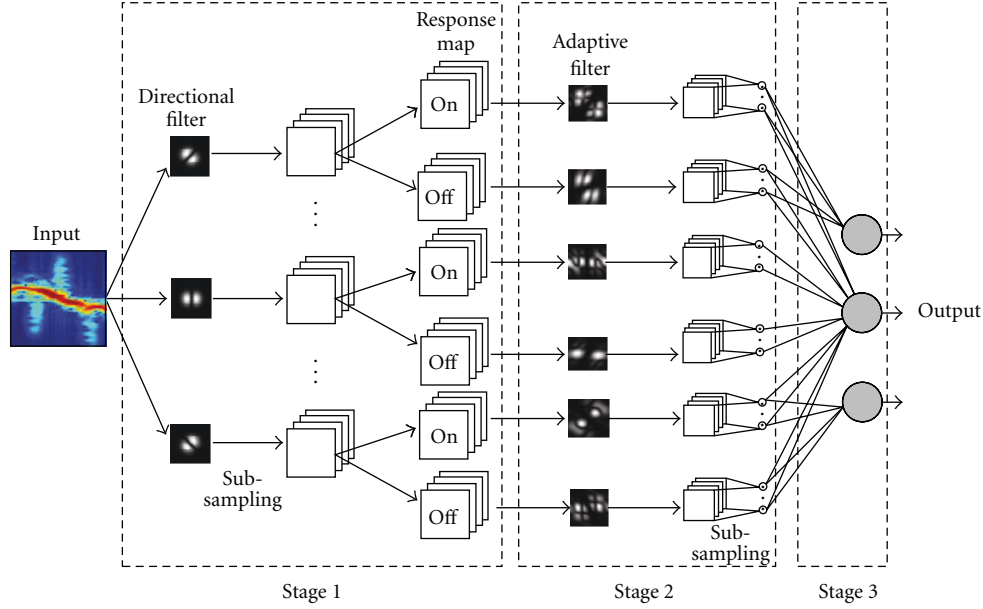 Response
map
Adaptive
filter
Directional
filter
On
Off
Input
On
Off
Output
On
Sub-
sampling
Off
Sub-
sampling
Stage 1
Stage 2
Stage 3